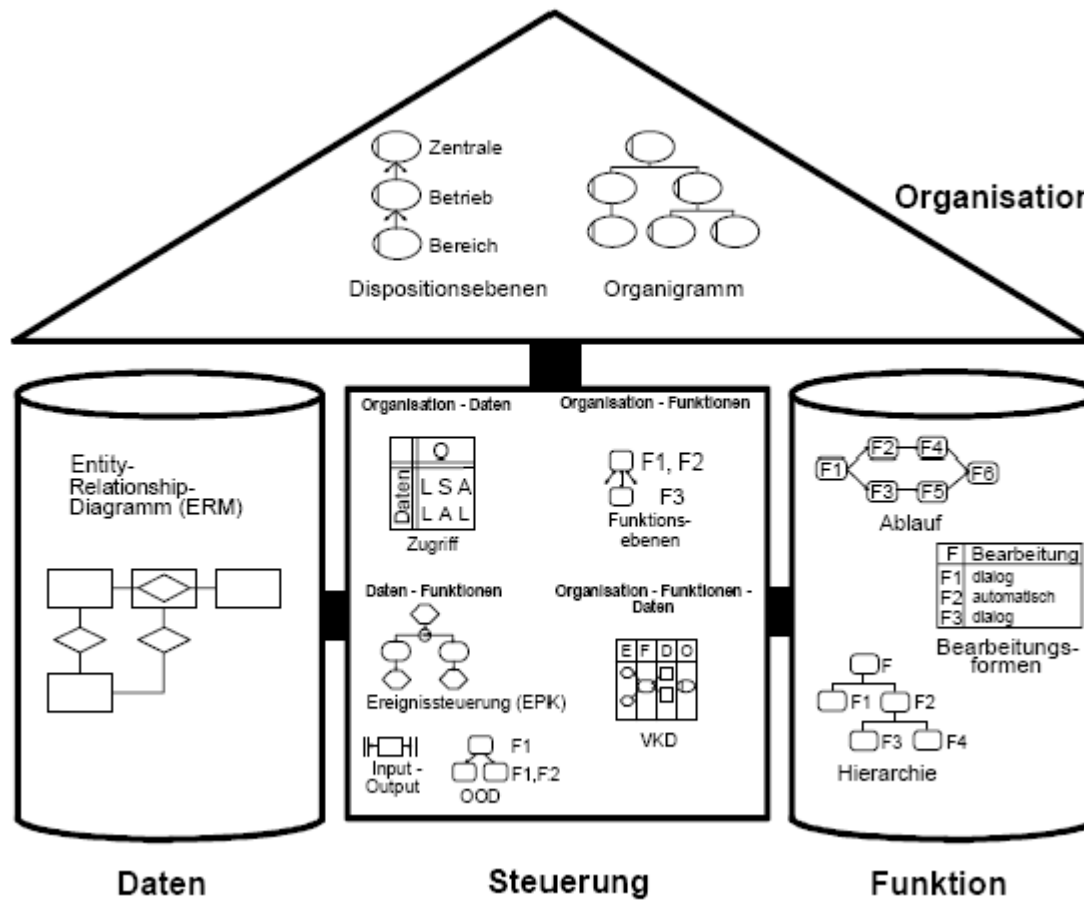 Zentrale
Betrieb
Bereich
Dispositionsebenen
Organigramm
Organisation
Entity-
Relationship-
Diagramm (ERM)
Organisation - Daten
O
Daten
L S A
L A L
Zugriff
Organisation - Funktionen
F1, F2
F3
Funktions-
ebenen
Daten - Funktionen
Ereignissteuerung (EPK)
Input -
Output
F1
F1,F2
OOD
Organisation - Funktionen -
Daten
E F D O
VKD
F1
F2
F4
F3
F5
F6
Ablauf
F Bearbeitung
F1 dialog
F2 automatisch
F3 dialog
Bearbeitungs-
formen
F
F1
F2
F3
F4
Hierarchie
Daten
Steuerung
Funktion